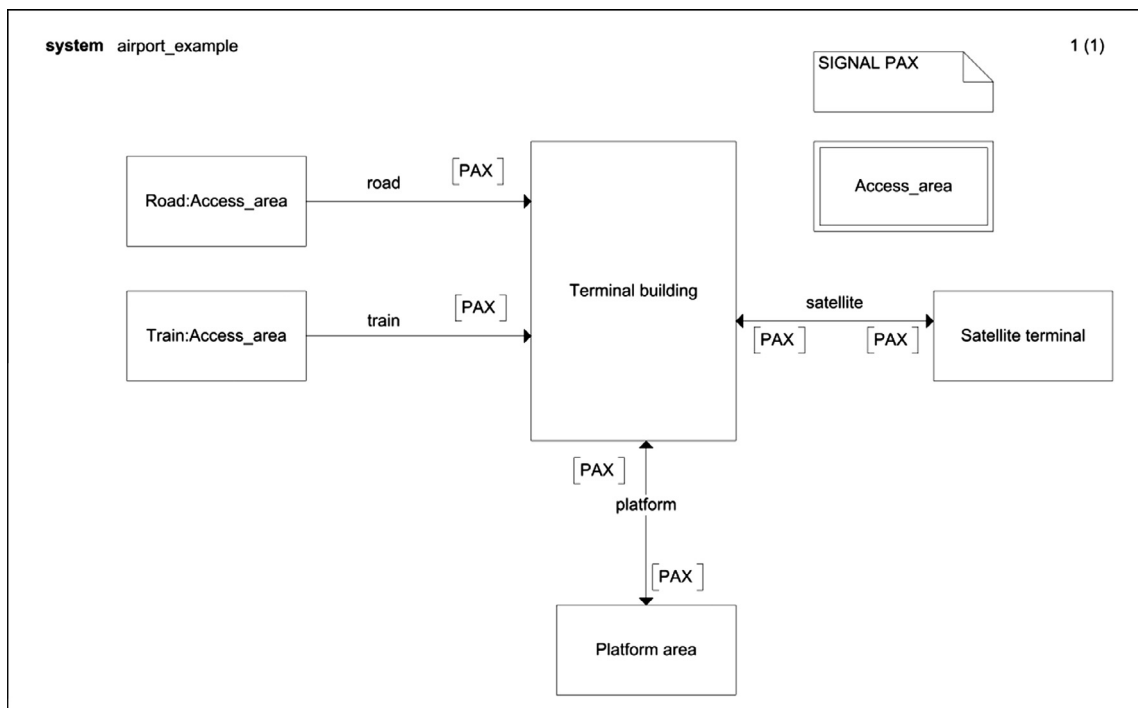 system airport_example
1 (1)
SIGNAL PAX
Access_area
Road:Access_area
road
[PAX]
Train:Access_area
train
[PAX]
Terminal building
satellite
[PAX]
[PAX]
Satellite terminal
[PAX]
platform
[PAX]
Platform area